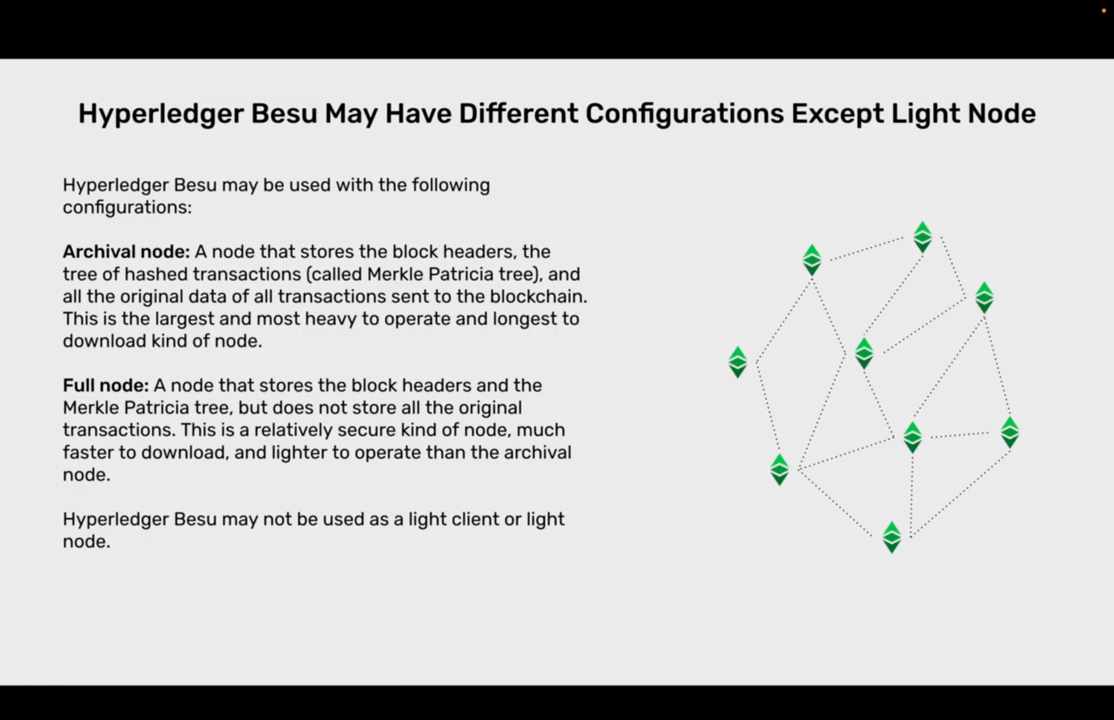 Hyperledger Besu May Have Different Configurations Except Light Node
Hyperledger Besu may be used with the following
configurations:
Archival node: A node that stores the block headers, the
tree of hashed transactions (called Merkle Patricia tree), and
all the original data of all transactions sent to the blockchain.
This is the largest and most heavy to operate and longest to
download kind of node.
Full node: A node that stores the block headers and the
Merkle Patricia tree, but does not store all the original
transactions. This is a relatively secure kind of node, much
faster to download, and lighter to operate than the archival
node.
Hyperledger Besu may not be used as a light client or light
node.